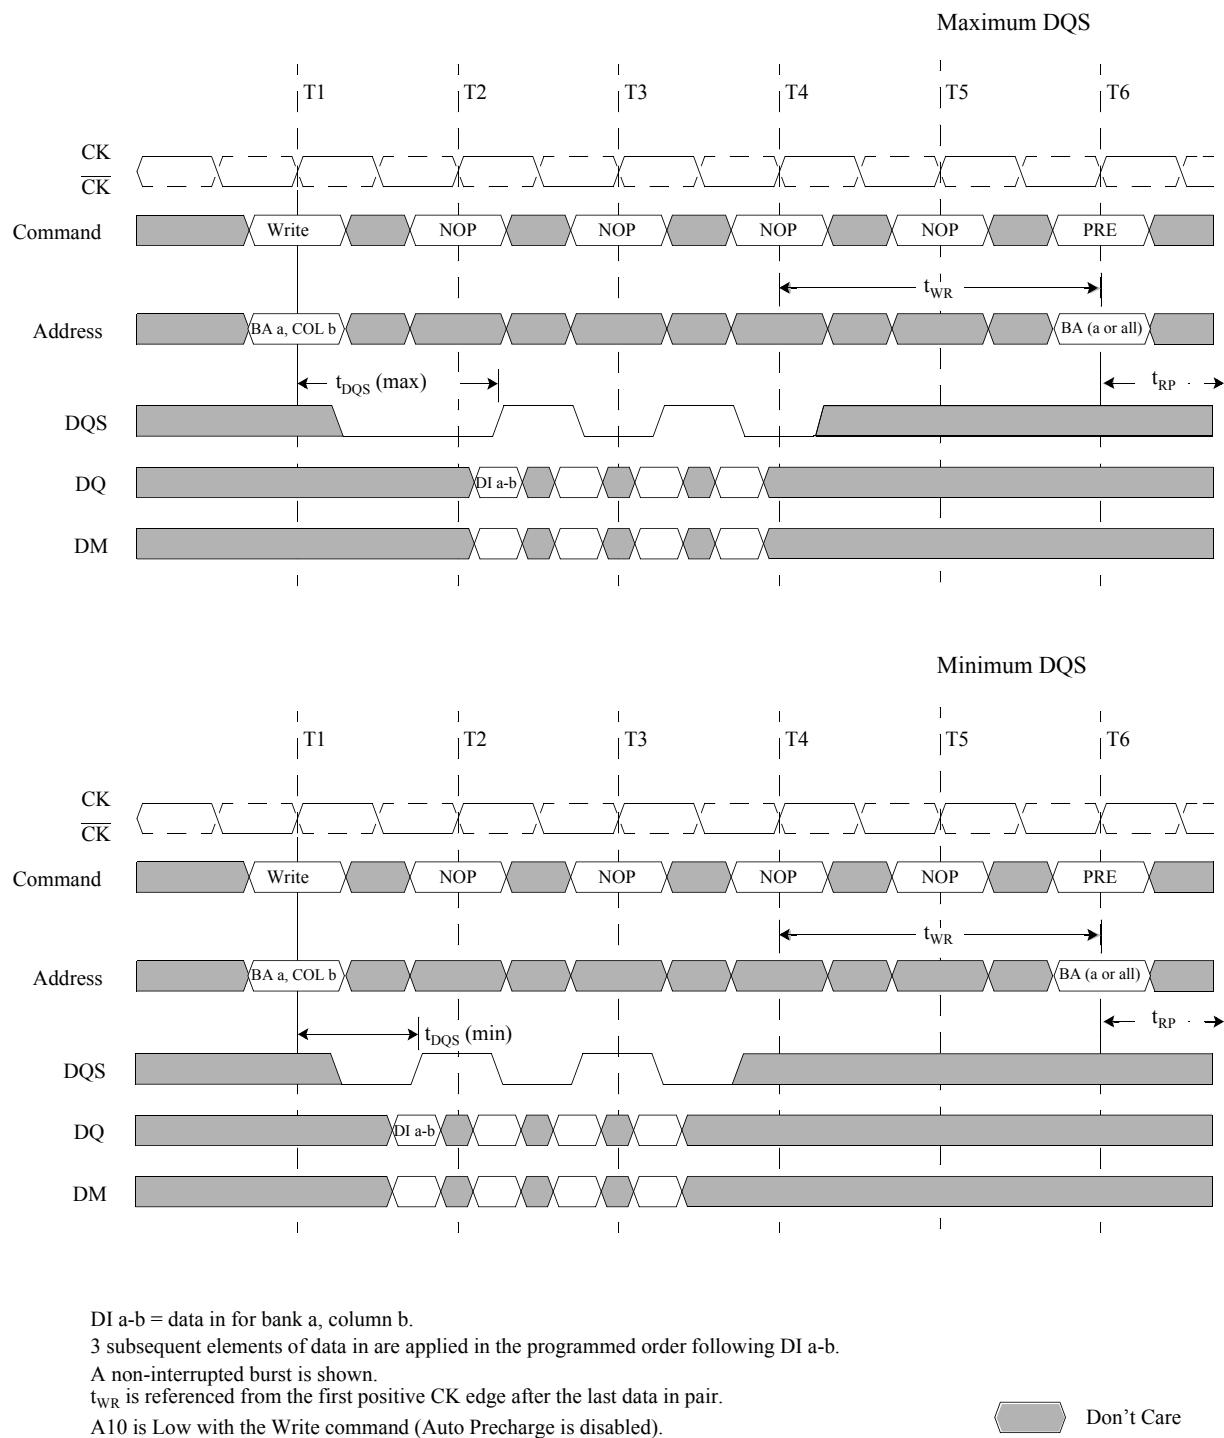 Maximum DQS
T1 T2 T3 T4 T5 T6
CK
CK
Command Write NOP NOP NOP NOP PRE
tWR
Address BA a, COL b BA (a or all)
tDQS (max) tRP
DQS
DQ DI a-b
DM
Minimum DQS
T1 T2 T3 T4 T5 T6
CK
CK
Command Write NOP NOP NOP NOP PRE
tWR
Address BA a, COL b BA (a or all)
tDQS (min) tRP
DQS
DQ DI a-b
DM
DI a-b = data in for bank a, column b.
3 subsequent elements of data in are applied in the programmed order following DI a-b.
A non-interrupted burst is shown.
tWR is referenced from the first positive CK edge after the last data in pair.
A10 is Low with the Write command (Auto Precharge is disabled).
Don't Care